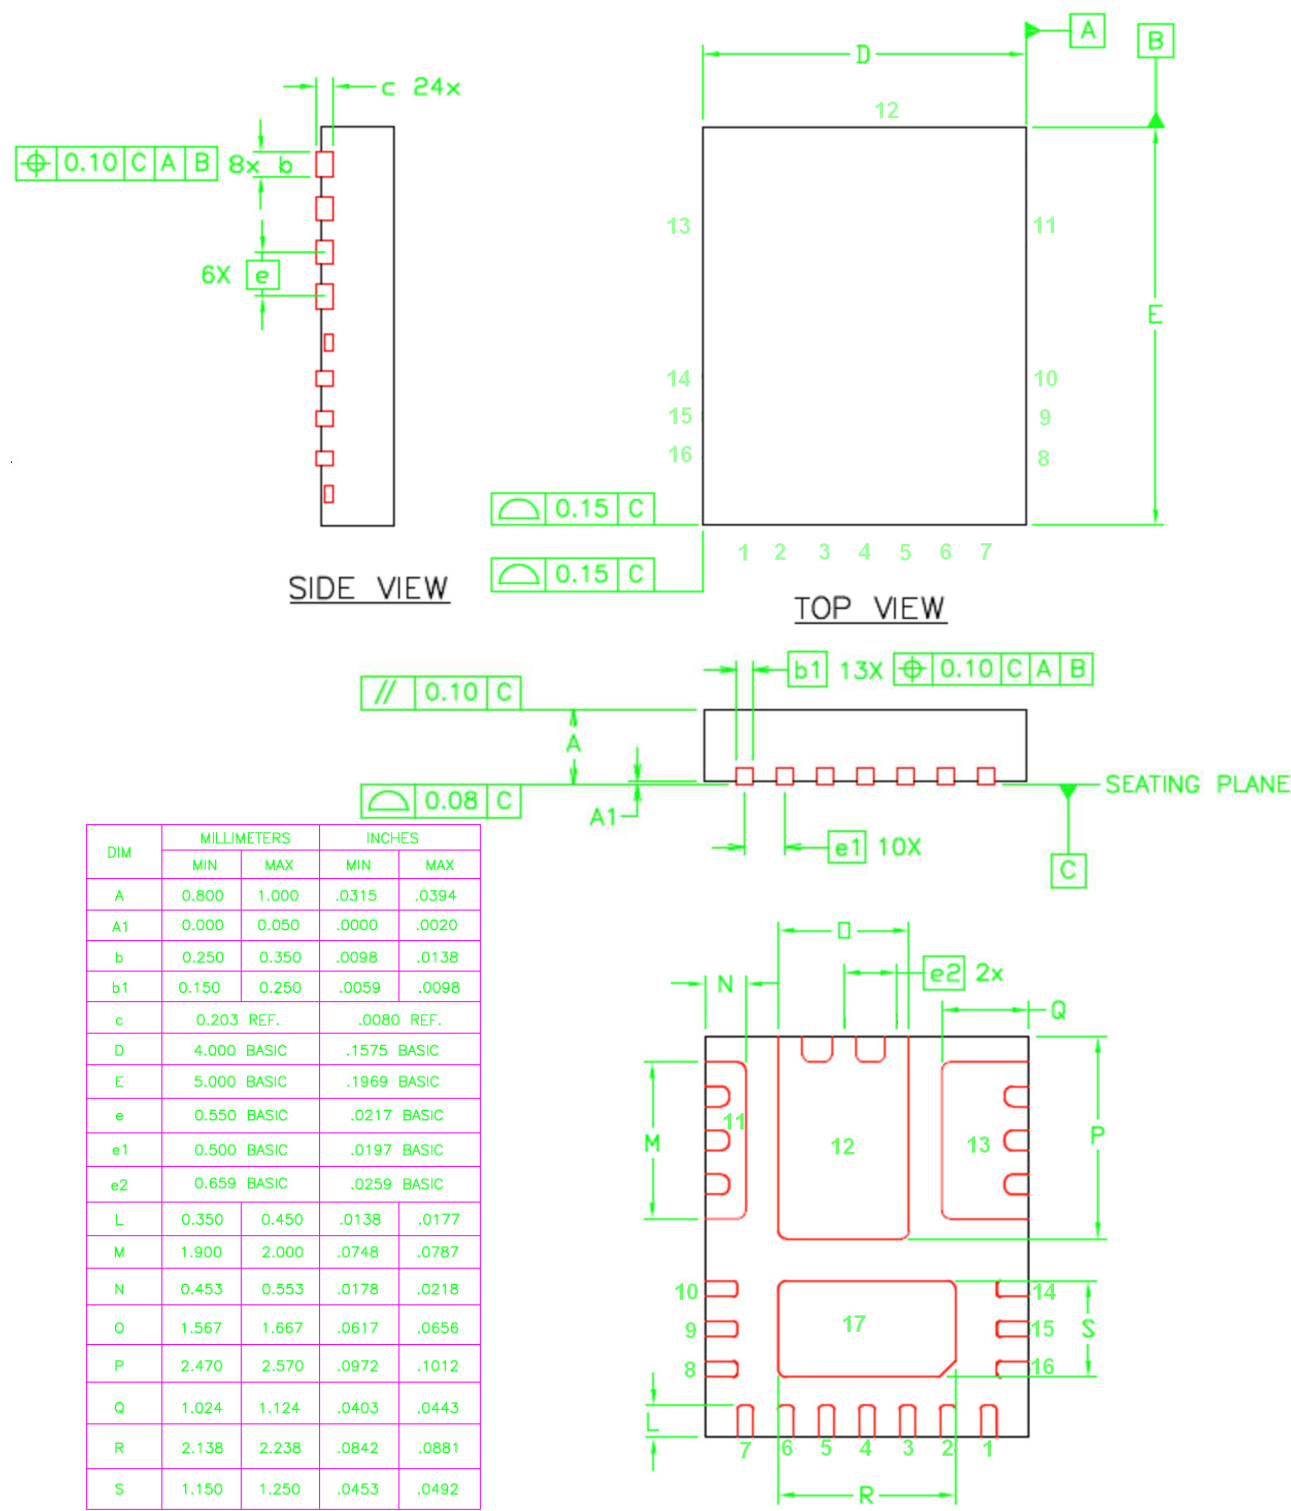 A
B
D
c 24x
12
0.10 C A B 8x b
13
11
6X e
E
14
10
15
9
16
8
0.15 C
0.15 C
1 2 3 4 5 6 7
SIDE VIEW
TOP VIEW
b1 13X 0.10 C A B
// 0.10 C
A
SEATING PLANE
0.08 C
A1
e1 10X
C
DIM MILLIMETERS INCHES
MIN MAX MIN MAX
A 0.800 1.000 .0315 .0394
A1 0.000 0.050 .0000 .0020
b 0.250 0.350 .0098 .0138
b1 0.150 0.250 .0059 .0098
c 0.203 REF. .0080 REF.
D 4.000 BASIC .1575 BASIC
E 5.000 BASIC .1969 BASIC
e 0.550 BASIC .0217 BASIC
e1 0.500 BASIC .0197 BASIC
e2 0.659 BASIC .0259 BASIC
L 0.350 0.450 .0138 .0177
M 1.900 2.000 .0748 .0787
N 0.453 0.553 .0178 .0218
O 1.567 1.667 .0617 .0656
P 2.470 2.570 .0972 .1012
Q 1.024 1.124 .0403 .0443
R 2.138 2.238 .0842 .0881
S 1.150 1.250 .0453 .0492
O
N
e2 2x
Q
11
M
12
13
P
10
14
9
17
15
S
8
16
L
7 6 5 4 3 2 1
R